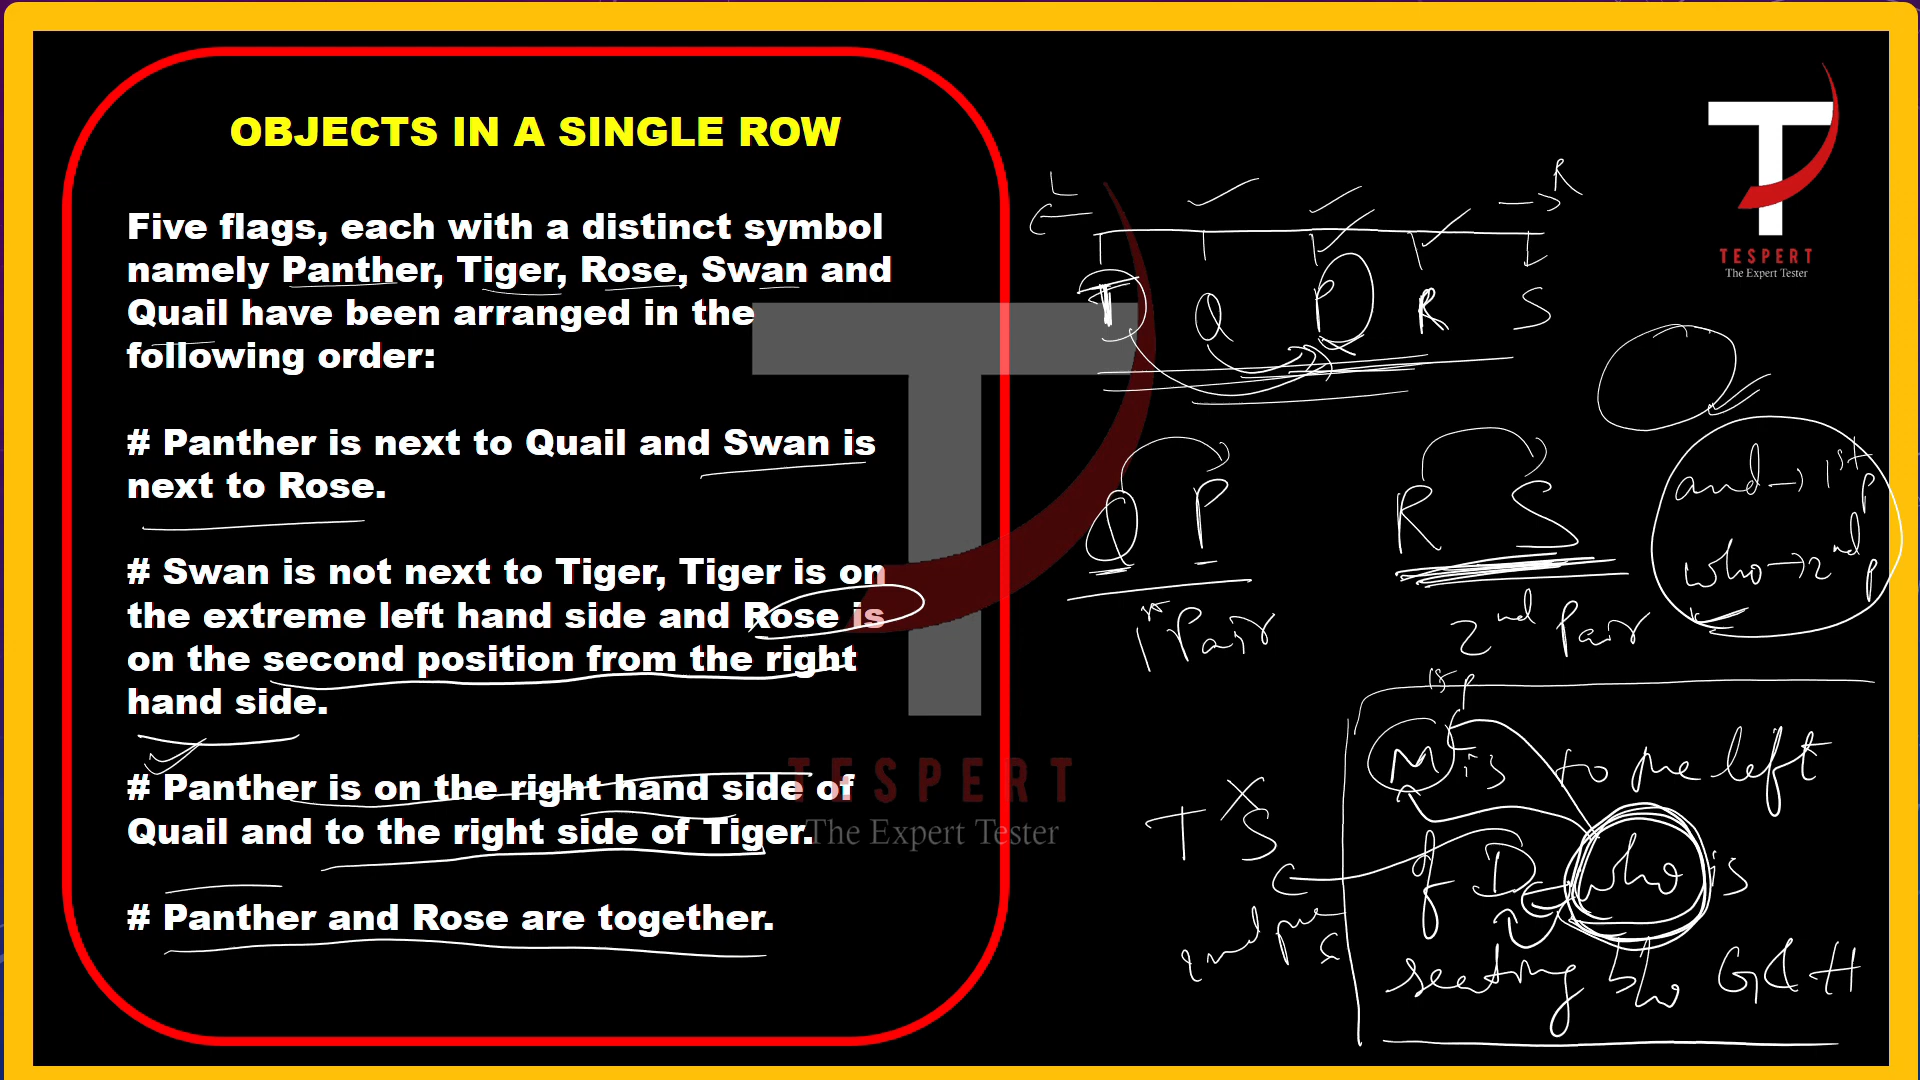 OBJECTS IN A SINGLE ROW
Five flags, each with a distinct symbol
namely Panther, Tiger, Rose, Swan and
Quail have been arranged in the
following order:
# Panther is next to Quail and Swan is
next to Rose.
# Swan is not next to Tiger, Tiger is on
the extreme left hand side and Rose is
on the second position from the right
hand side.
# Panther is on the right hand side of
Quail and to the right side of Tiger.
# Panther and Rose are together.
TESPERT
The Expert Tester
L R
T Q P R S
Q P R S
1st Pair 2nd Pair
and → 1st P
who → 2nd P
T S
1st P
M is to the left
of D who is
seating b/w G & H
TESPERT
The Expert Tester